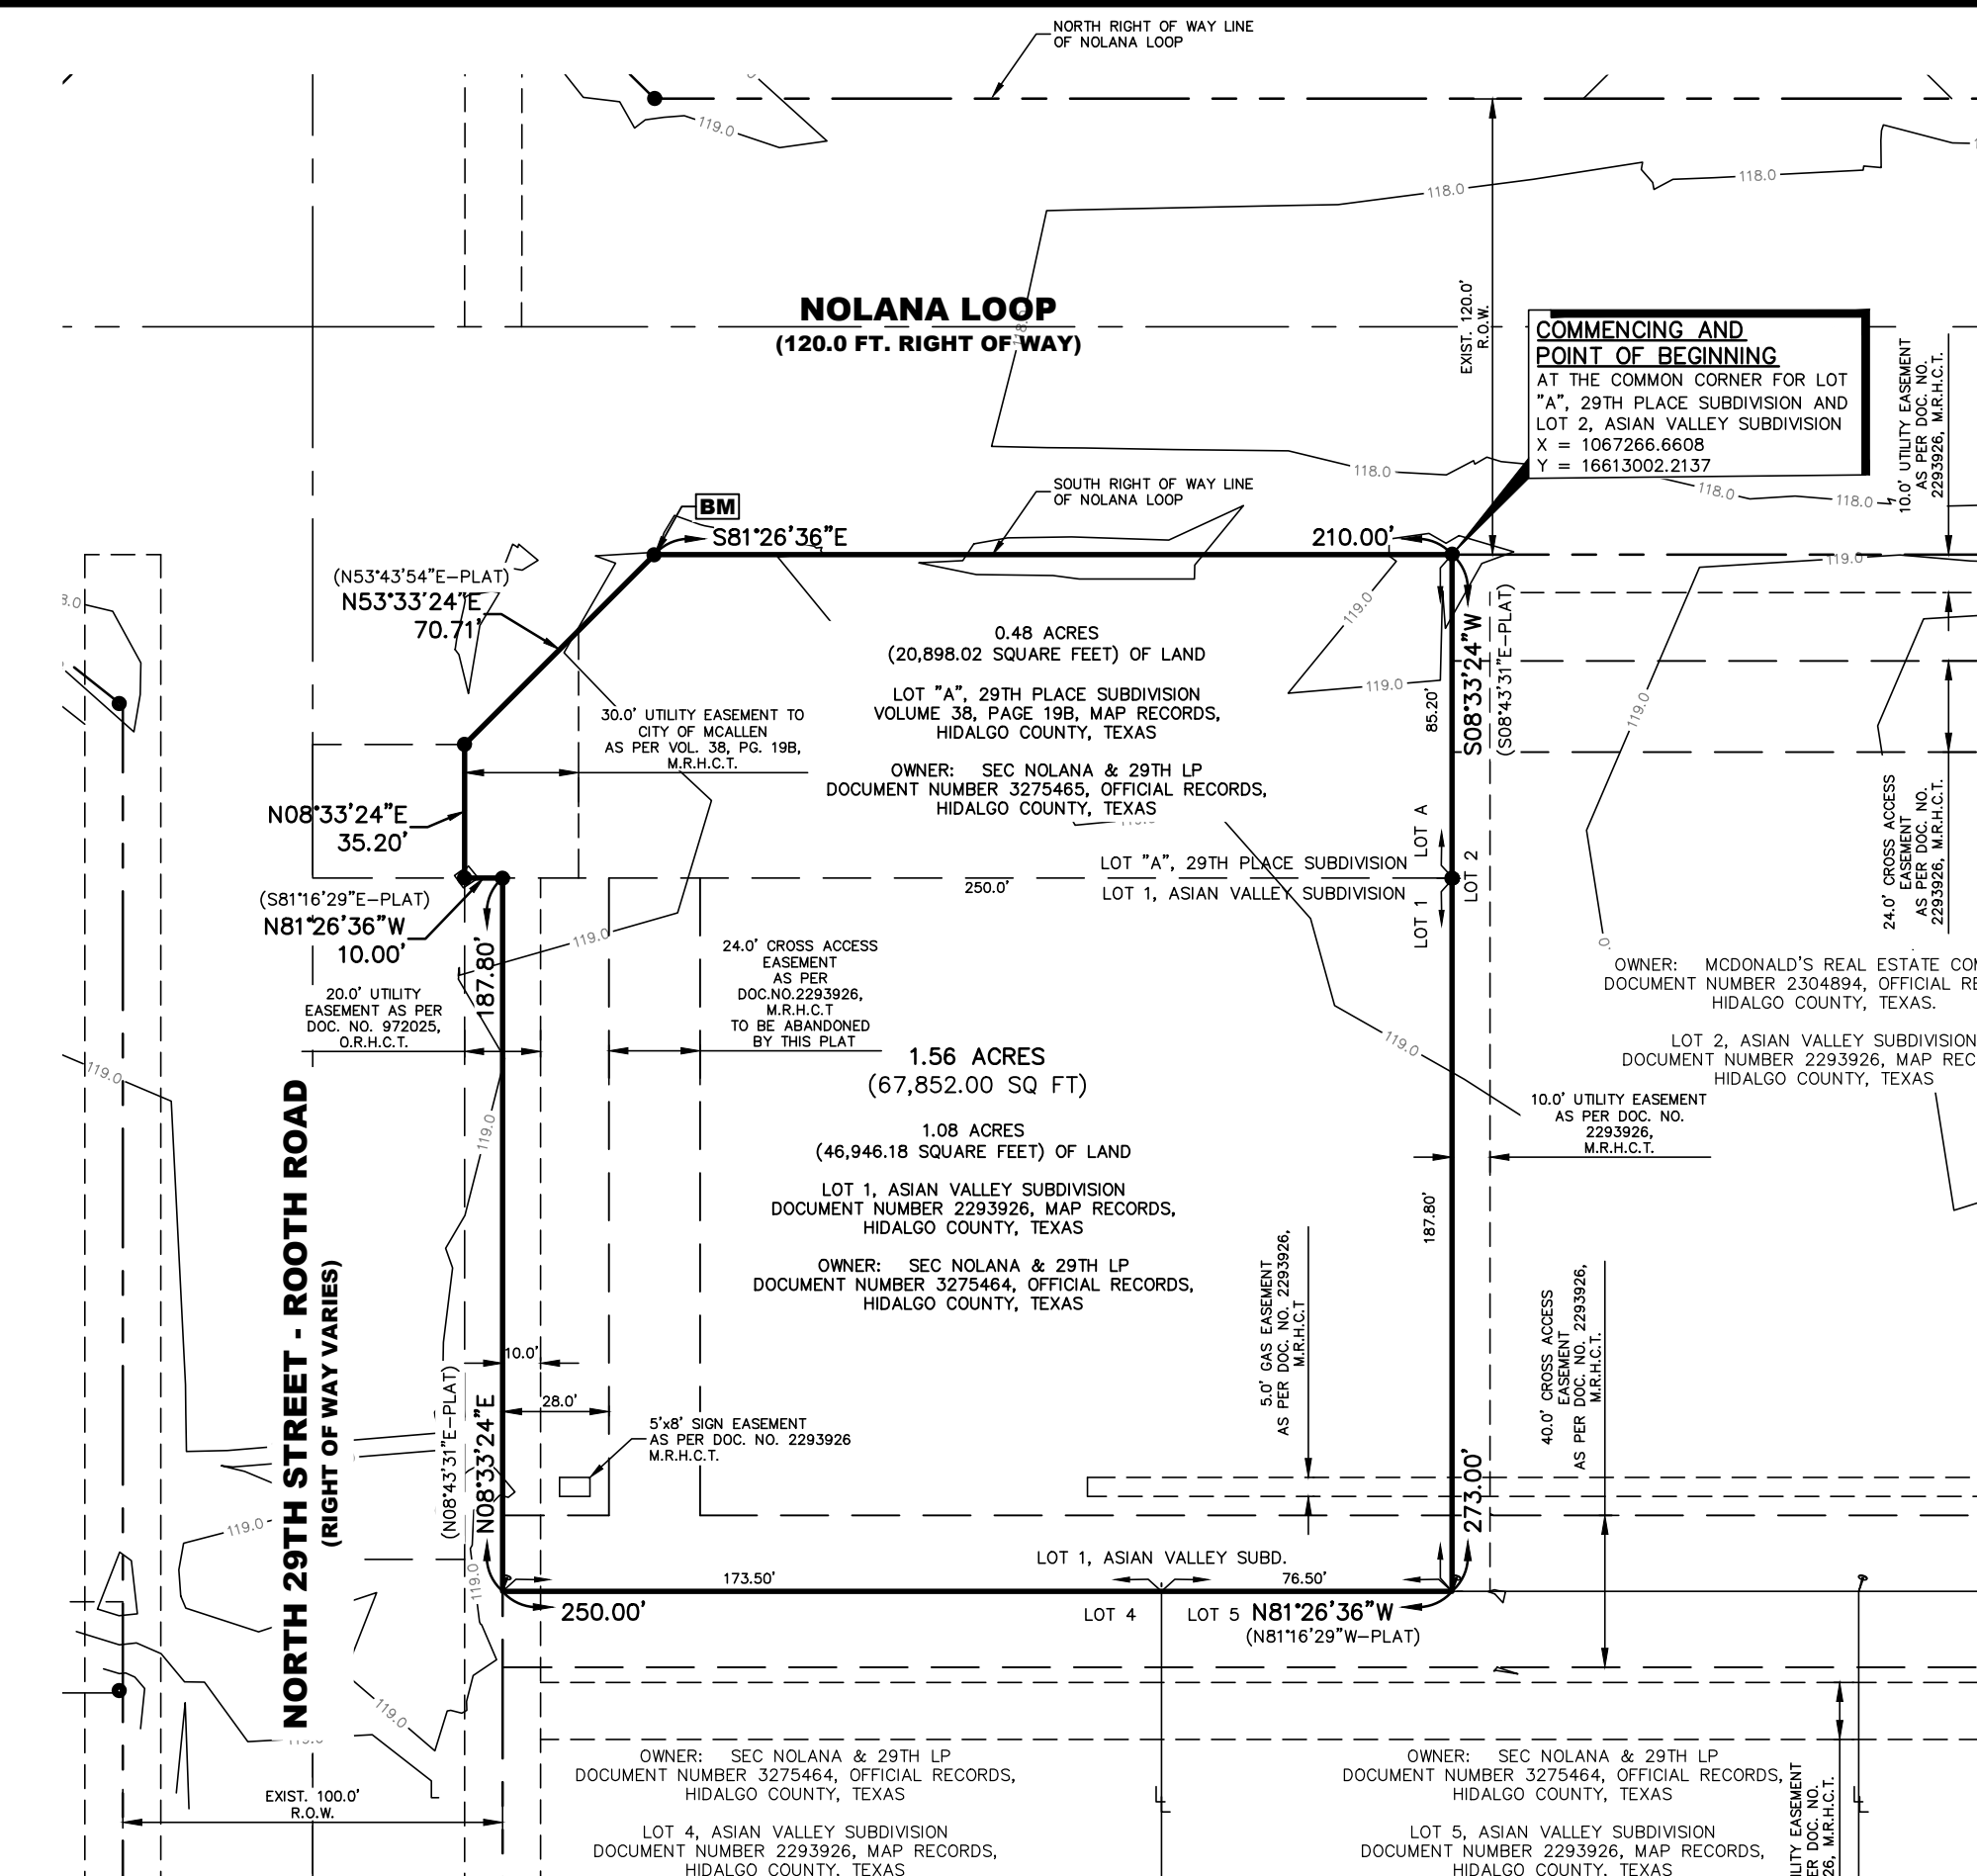 NORTH RIGHT OF WAY LINE
OF NOLANA LOOP
119.0
118.0
118.0
NOLANA LOOP
(120.0 FT. RIGHT OF WAY)
EXIST. 120.0'
R.O.W.
COMMENCING AND
POINT OF BEGINNING
AT THE COMMON CORNER FOR LOT
"A", 29TH PLACE SUBDIVISION AND
LOT 2, ASIAN VALLEY SUBDIVISION
X = 1067266.6608
Y = 16613002.2137
10.0' UTILITY EASEMENT
AS PER DOC. NO.
2293926, M.R.H.C.T.
118.0
118.0
118.0
SOUTH RIGHT OF WAY LINE
OF NOLANA LOOP
BM
S81°26'36"E
210.00'
119.0
(N53°43'54"E-PLAT)
N53°33'24"E
70.71'
119.0
119.0
119.0
0.48 ACRES
(20,898.02 SQUARE FEET) OF LAND
LOT "A", 29TH PLACE SUBDIVISION
VOLUME 38, PAGE 19B, MAP RECORDS,
HIDALGO COUNTY, TEXAS
OWNER: SEC NOLANA & 29TH LP
DOCUMENT NUMBER 3275465, OFFICIAL RECORDS,
HIDALGO COUNTY, TEXAS
85.20'
S08°33'24"W
(S08°43'31"E-PLAT)
30.0' UTILITY EASEMENT TO
CITY OF MCALLEN
AS PER VOL. 38, PG. 19B,
M.R.H.C.T.
N08°33'24"E
35.20'
LOT A
LOT 1
LOT 2
LOT "A", 29TH PLACE SUBDIVISION
250.0'
LOT 1, ASIAN VALLEY SUBDIVISION
24.0' CROSS ACCESS
EASEMENT
AS PER DOC. NO.
2293926, M.R.H.C.T.
(S81°16'29"E-PLAT)
N81°26'36"W
10.00'
187.80'
119.0
20.0' UTILITY
EASEMENT AS PER
DOC. NO. 972025,
O.R.H.C.T.
24.0' CROSS ACCESS
EASEMENT
AS PER
DOC.NO.2293926,
M.R.H.C.T
TO BE ABANDONED
BY THIS PLAT
OWNER: MCDONALD'S REAL ESTATE
DOCUMENT NUMBER 2304894, OFFICIAL
HIDALGO COUNTY, TEXAS.
LOT 2, ASIAN VALLEY SUBDIVISION
DOCUMENT NUMBER 2293926, MAP
HIDALGO COUNTY, TEXAS
119.0
119.0
119.0
1.56 ACRES
(67,852.00 SQ FT)
1.08 ACRES
(46,946.18 SQUARE FEET) OF LAND
LOT 1, ASIAN VALLEY SUBDIVISION
DOCUMENT NUMBER 2293926, MAP RECORDS,
HIDALGO COUNTY, TEXAS
OWNER: SEC NOLANA & 29TH LP
DOCUMENT NUMBER 3275464, OFFICIAL RECORDS,
HIDALGO COUNTY, TEXAS
10.0' UTILITY EASEMENT
AS PER DOC. NO.
2293926,
M.R.H.C.T.
187.80'
NORTH 29TH STREET - ROOTH ROAD
(RIGHT OF WAY VARIES)
5.0' GAS EASEMENT
AS PER DOC. NO. 2293926,
M.R.H.C.T
40.0' CROSS ACCESS
EASEMENT
AS PER DOC. NO. 2293926,
M.R.H.C.T.
10.0'
28.0'
(N08°43'31"E-PLAT)
N08°33'24"E
5'x8' SIGN EASEMENT
AS PER DOC. NO. 2293926
M.R.H.C.T.
273.00'
119.0
119.0
LOT 1, ASIAN VALLEY SUBD.
173.50'
76.50'
250.00'
LOT 4
LOT 5
N81°26'36"W
(N81°16'29"W-PLAT)
119.0
EXIST. 100.0'
R.O.W.
OWNER: SEC NOLANA & 29TH LP
DOCUMENT NUMBER 3275464, OFFICIAL RECORDS,
HIDALGO COUNTY, TEXAS
LOT 4, ASIAN VALLEY SUBDIVISION
DOCUMENT NUMBER 2293926, MAP RECORDS,
HIDALGO COUNTY, TEXAS
OWNER: SEC NOLANA & 29TH LP
DOCUMENT NUMBER 3275464, OFFICIAL RECORDS,
HIDALGO COUNTY, TEXAS
LOT 5, ASIAN VALLEY SUBDIVISION
DOCUMENT NUMBER 2293926, MAP RECORDS,
HIDALGO COUNTY, TEXAS
EASEMENT
DOC. NO.
M.R.H.C.T.